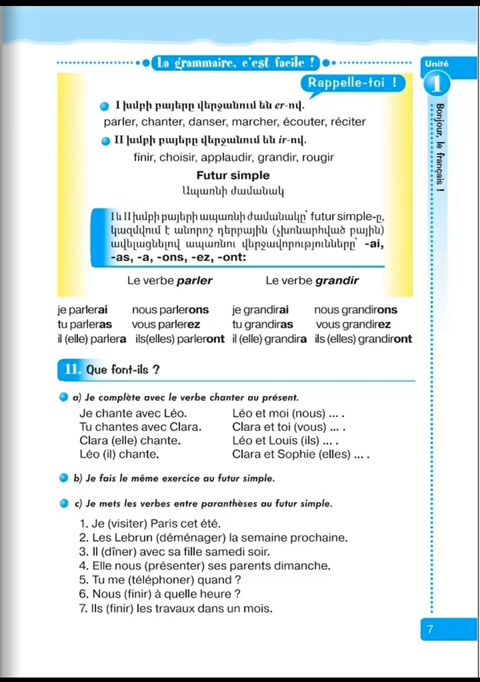 La grammaire, c'est facile !
Unité
1
Bonjour, le français !
Rappelle-toi !
I խմբի բայերը վերջանում են er-ով.
parler, chanter, danser, marcher, écouter, réciter
II խմբի բայերը վերջանում են ir-ով.
finir, choisir, applaudir, grandir, rougir
Futur simple
Ապառնի ժամանակ
I և II խմբի բայերի ապառնի ժամանակը՝ futur simple-ը,
կազմվում է անորոշ դերբային (չխոնարհված բային)
ավելացնելով ապառնու վերջավորությունները՝ -ai,
-as, -a, -ons, -ez, -ont:
Le verbe parler Le verbe grandir
je parlerai nous parlerons je grandirai nous grandirons
tu parleras vous parlerez tu grandiras vous grandirez
il (elle) parlera ils(elles) parleront il (elle) grandira ils (elles) grandiront
11. Que font-ils ?
a) Je complète avec le verbe chanter au présent.
Je chante avec Léo. Léo et moi (nous) ... .
Tu chantes avec Clara. Clara et toi (vous) ... .
Clara (elle) chante. Léo et Louis (ils) ... .
Léo (il) chante. Clara et Sophie (elles) ... .
b) Je fais le même exercice au futur simple.
c) Je mets les verbes entre paranthèses au futur simple.
1. Je (visiter) Paris cet été.
2. Les Lebrun (déménager) la semaine prochaine.
3. Il (dîner) avec sa fille samedi soir.
4. Elle nous (présenter) ses parents dimanche.
5. Tu me (téléphoner) quand ?
6. Nous (finir) à quelle heure ?
7. Ils (finir) les travaux dans un mois.
7